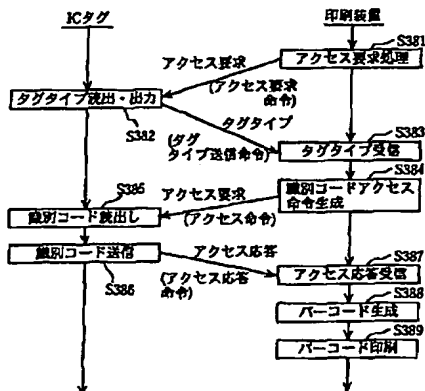 ICタグ
印刷装置
S381
アクセス要求処理
アクセス要求
(アクセス要求
命令)
タグタイプ読出・出力
S382
タグタイプ
(タグ
タイプ送信命令)
S383
タグタイプ受信
S384
識別コードアクセス
命令生成
アクセス要求
(アクセス命令)
S385
識別コード読出し
識別コード送信
S386
アクセス応答
(アクセス応答
命令)
S387
アクセス応答受信
S388
バーコード生成
S389
バーコード印刷